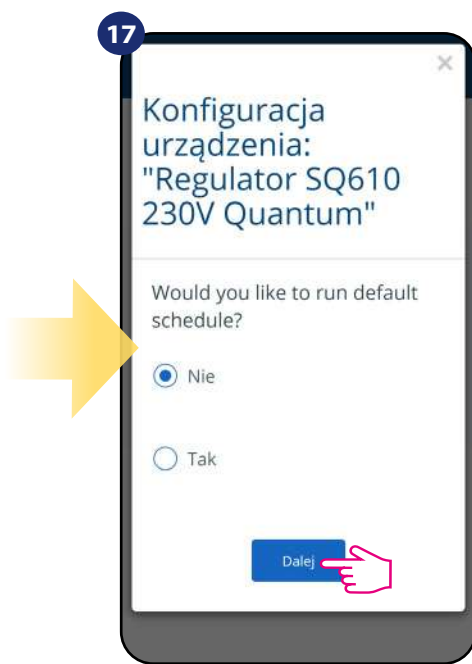 17
×
Konfiguracja
urządzenia:
"Regulator SQ610
230V Quantum"
Would you like to run default
schedule?
Nie
Tak
Dalej